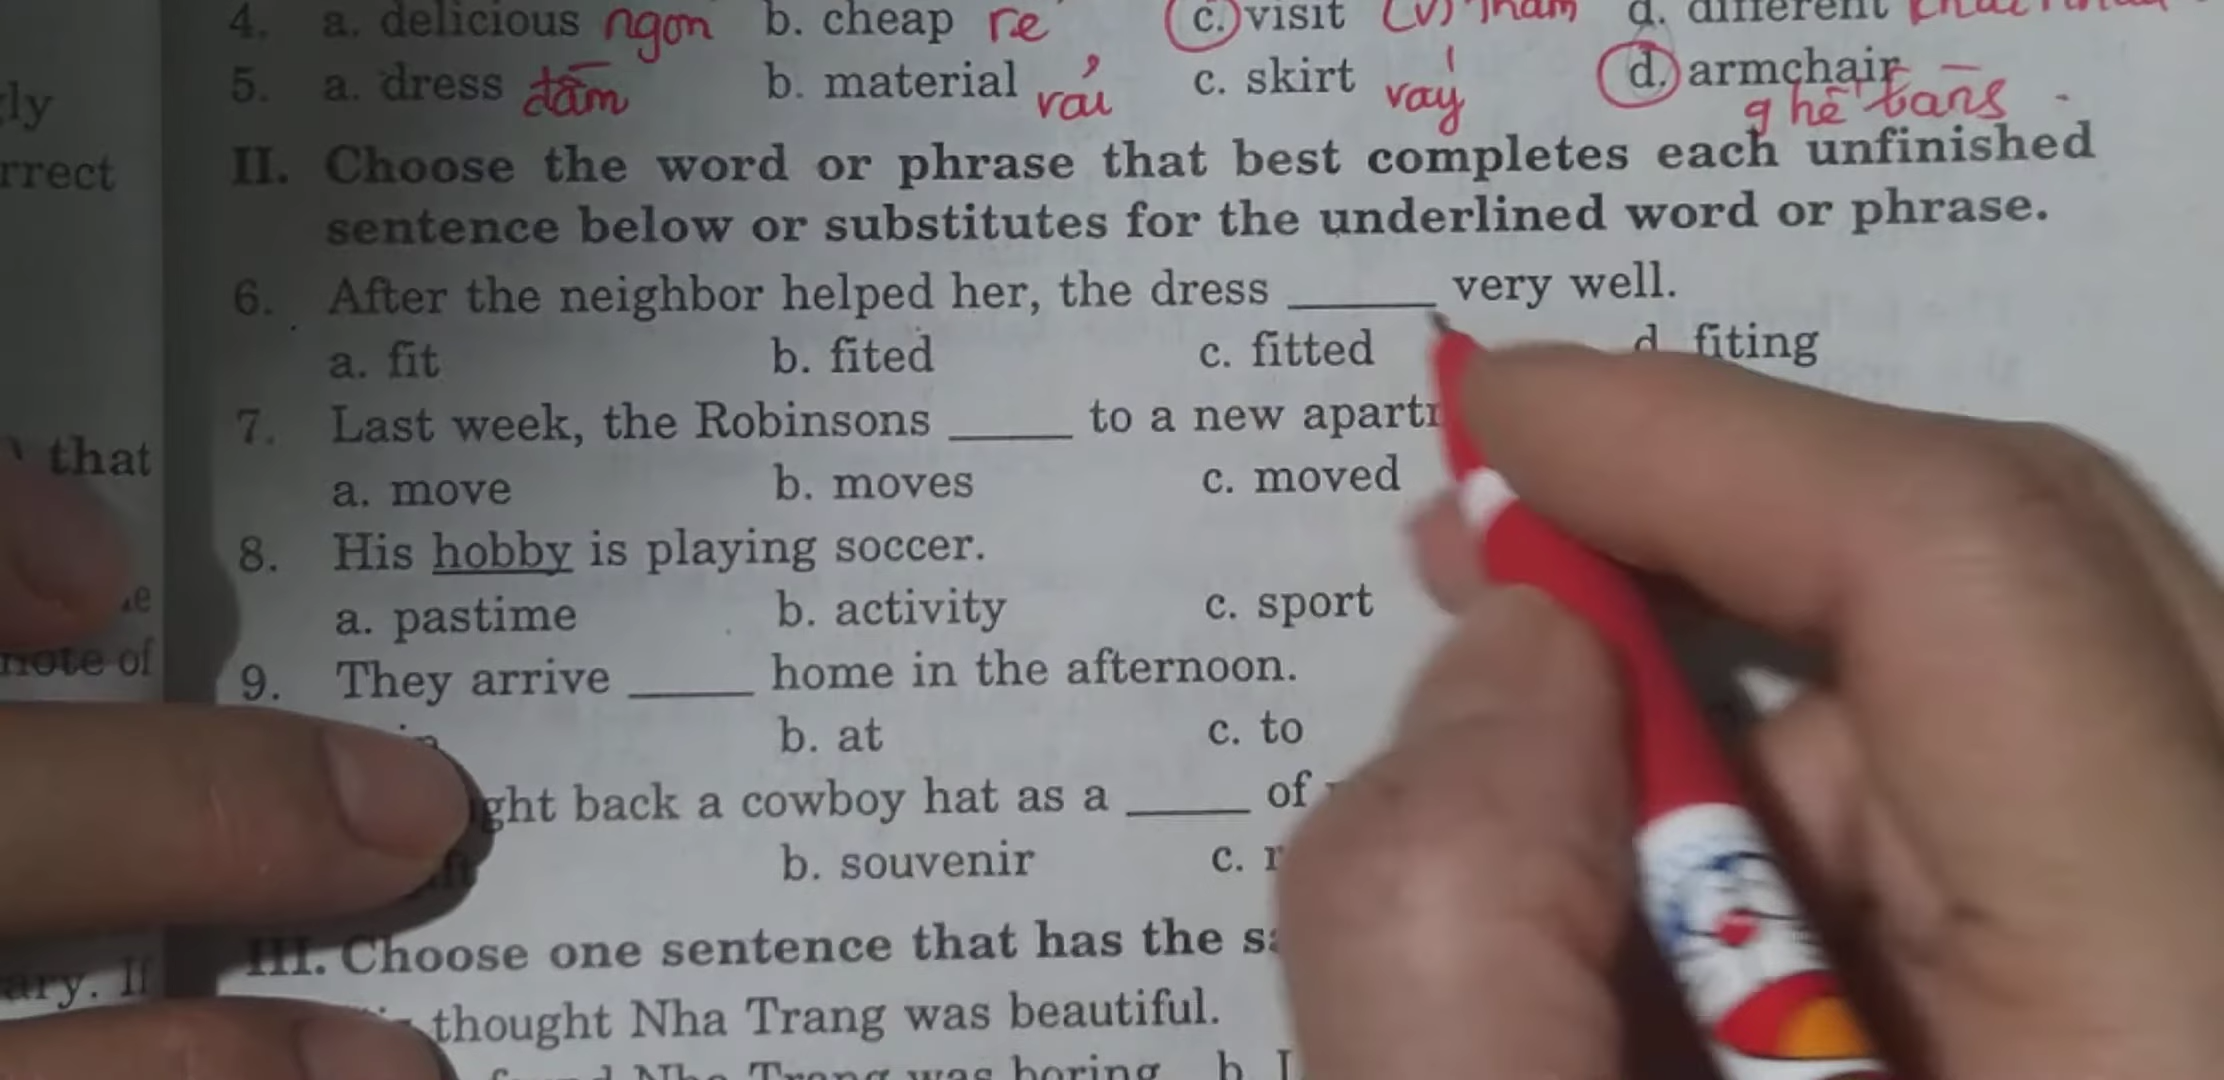 4. a. delicious ngon b. cheap rẻ c. visit (v) thăm d. different
ly 5. a. dress đầm b. material vải c. skirt váy d. armchair ghế
rrect II. Choose the word or phrase that best completes each unfinished
sentence below or substitutes for the underlined word or phrase.
6. After the neighbor helped her, the dress ______ very well.
a. fit b. fited c. fitted d. fiting
7. Last week, the Robinsons _____ to a new apart
that a. move b. moves c. moved
8. His hobby is playing soccer.
a. pastime b. activity c. sport
note of 9. They arrive _____ home in the afternoon.
b. at c. to
ght back a cowboy hat as a _____ of
b. souvenir c.
ary. If III. Choose one sentence that has the
thought Nha Trang was beautiful.
Nha Trang was boring b. I